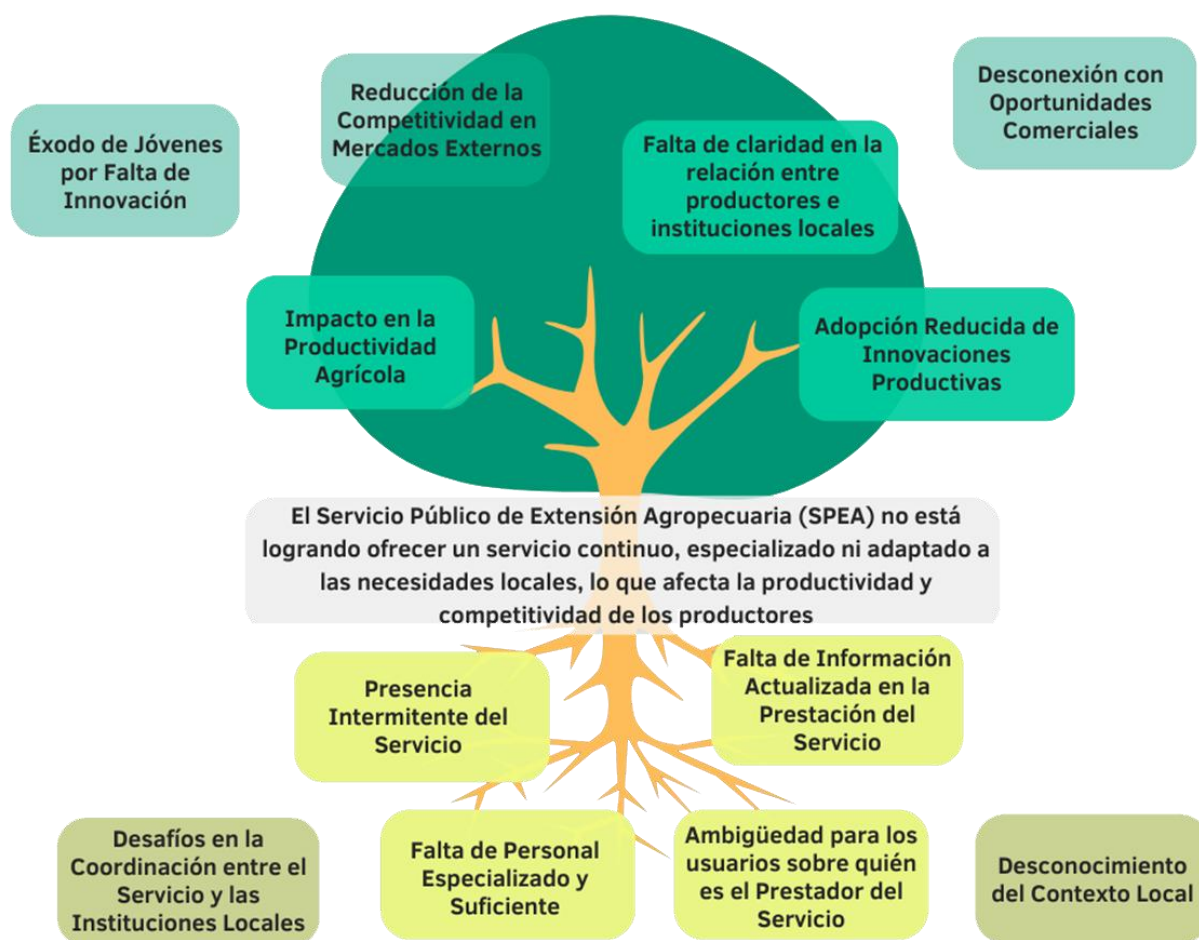 Éxodo de Jóvenes
por Falta de
Innovación
Reducción de la
Competitividad en
Mercados Externos
Falta de claridad en la
relación entre
productores e
instituciones locales
Desconexión con
Oportunidades
Comerciales
Impacto en la
Productividad
Agrícola
Adopción Reducida de
Innovaciones
Productivas
El Servicio Público de Extensión Agropecuaria (SPEA) no está
logrando ofrecer un servicio continuo, especializado ni adaptado a
las necesidades locales, lo que afecta la productividad y
competitividad de los productores
Presencia
Intermitente del
Servicio
Falta de Información
Actualizada en la
Prestación del
Servicio
Desafíos en la
Coordinación entre el
Servicio y las
Instituciones Locales
Falta de Personal
Especializado y
Suficiente
Ambigüedad para los
usuarios sobre quién
es el Prestador del
Servicio
Desconocimiento
del Contexto Local